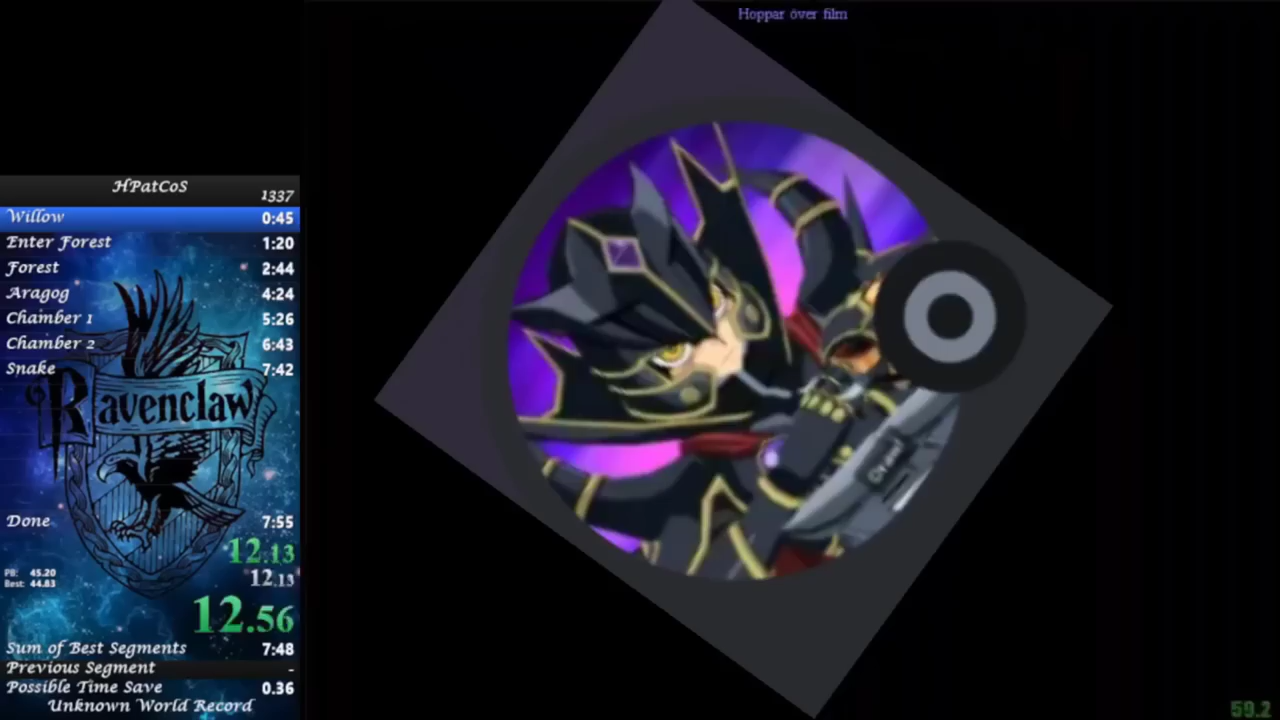 Hoppar över film
HPatCoS
1337
Willow 0:45
Enter Forest 1:20
Forest 2:44
Aragog 4:24
Chamber 1 5:26
Chamber 2 6:43
Snake 7:42
Ravenclaw
Done 7:55
12.13
PB: 45.20
Best: 44.83
12.13
12.56
Sum of Best Segments 7:48
Previous Segment -
Possible Time Save 0.36
Unknown World Record
59.2